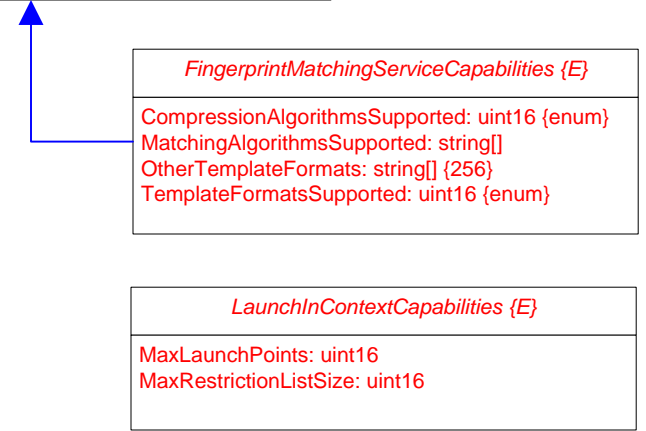 FingerprintMatchingServiceCapabilities {E}
CompressionAlgorithmsSupported: uint16 {enum}
MatchingAlgorithmsSupported: string[]
OtherTemplateFormats: string[] {256}
TemplateFormatsSupported: uint16 {enum}
LaunchInContextCapabilities {E}
MaxLaunchPoints: uint16
MaxRestrictionListSize: uint16